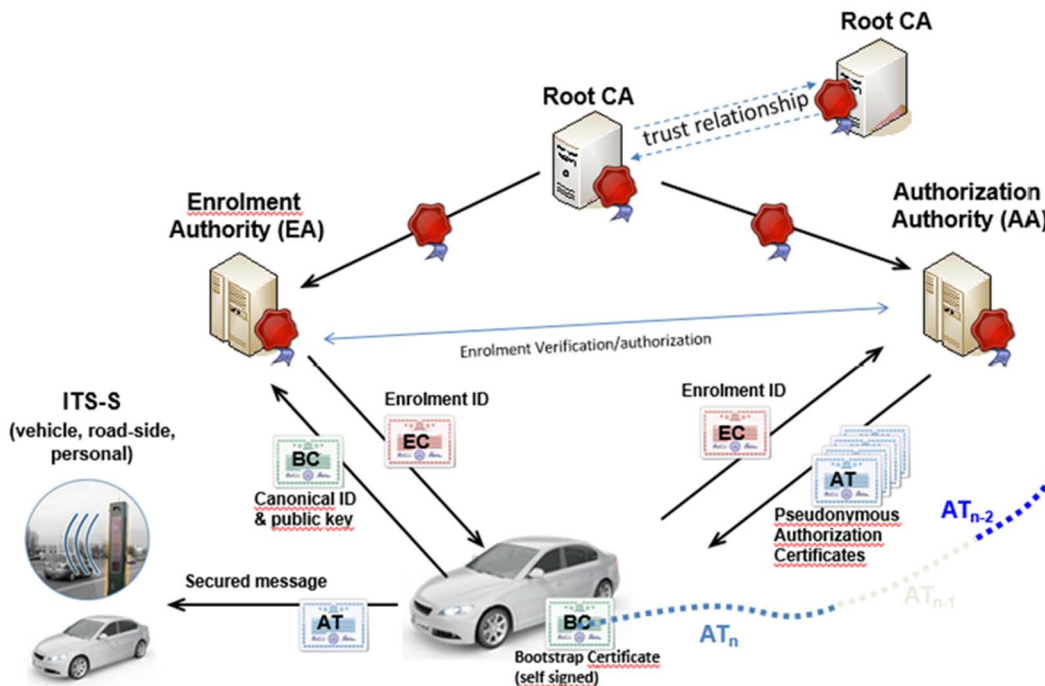 Root CA
Root CA
trust relationship
Enrolment
Authority (EA)
Authorization
Authority (AA)
Enrolment Verification/authorization
ITS-S
(vehicle, road-side,
personal)
Enrolment ID
EC
BC
Canonical ID
& public key
Enrolment ID
EC
AT
Pseudonymous
Authorization
Certificates
ATn-2
ATn-1
ATn
Secured message
AT
BC
Bootstrap Certificate
(self signed)